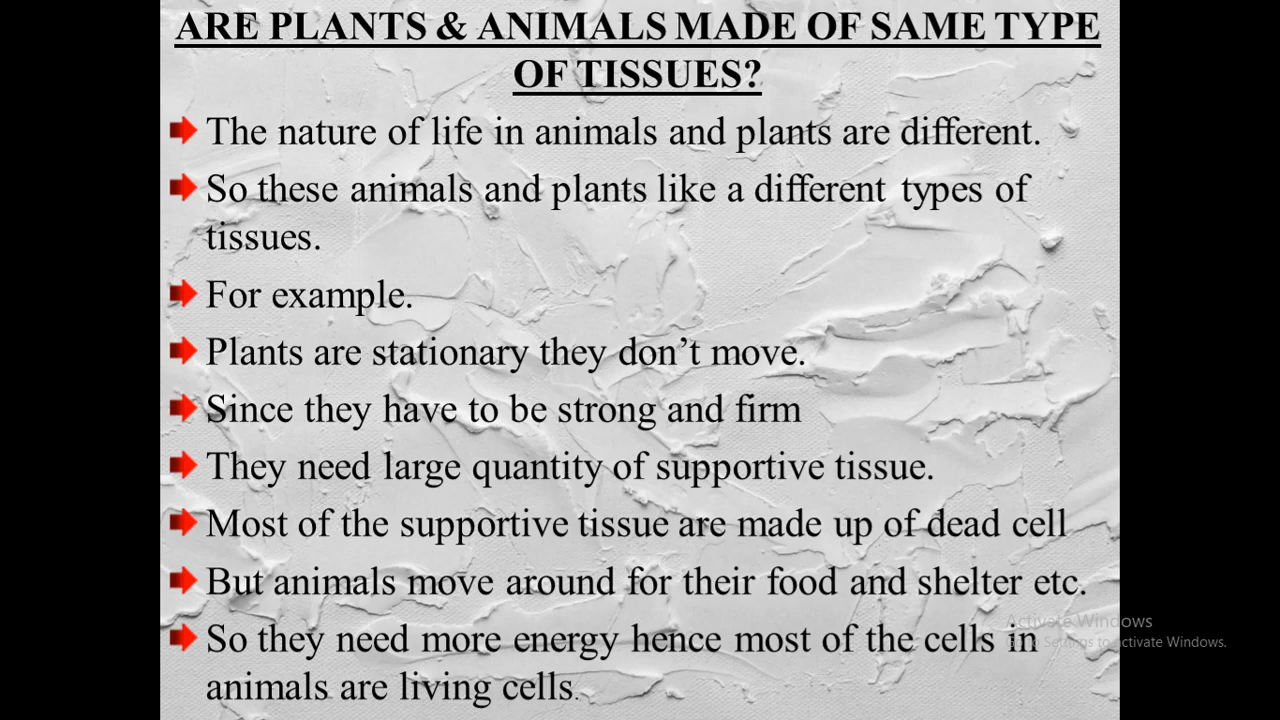 ARE PLANTS & ANIMALS MADE OF SAME TYPE
OF TISSUES?
The nature of life in animals and plants are different.
So these animals and plants like a different types of
tissues.
For example.
Plants are stationary they don’t move.
Since they have to be strong and firm
They need large quantity of supportive tissue.
Most of the supportive tissue are made up of dead cell
But animals move around for their food and shelter etc.
So they need more energy hence most of the cells in
animals are living cells.
Activate Windows
Settings to activate Windows.